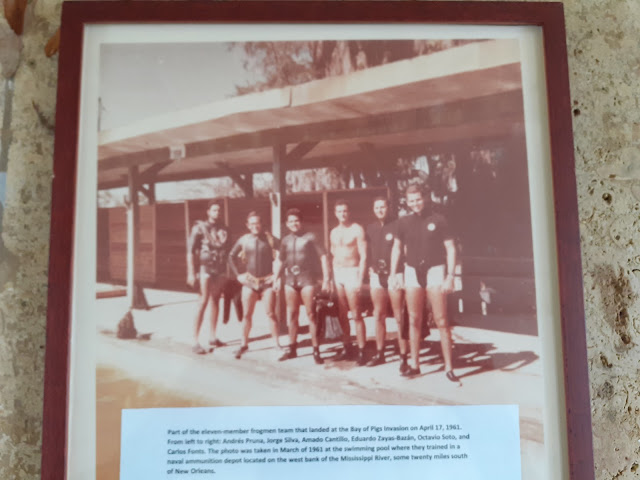 Part of the eleven-member frogmen team that landed at the Bay of Pigs Invasion on April 17, 1961.
From left to right: Andrés Pruna, Jorge Silva, Amado Cantillo, Eduardo Zayas-Bazán, Octavio Soto, and
Carlos Fonts. The photo was taken in March of 1961 at the swimming pool where they trained in a
naval ammunition depot located on the west bank of the Mississippi River, some twenty miles south
of New Orleans.